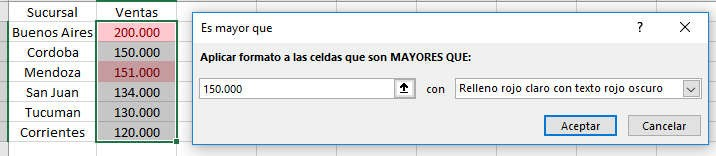 Sucursal Ventas
Buenos Aires 200.000
Cordoba 150.000
Mendoza 151.000
San Juan 134.000
Tucuman 130.000
Corrientes 120.000
Es mayor que ? ×
Aplicar formato a las celdas que son MAYORES QUE:
150.000 con Relleno rojo claro con texto rojo oscuro
Aceptar Cancelar